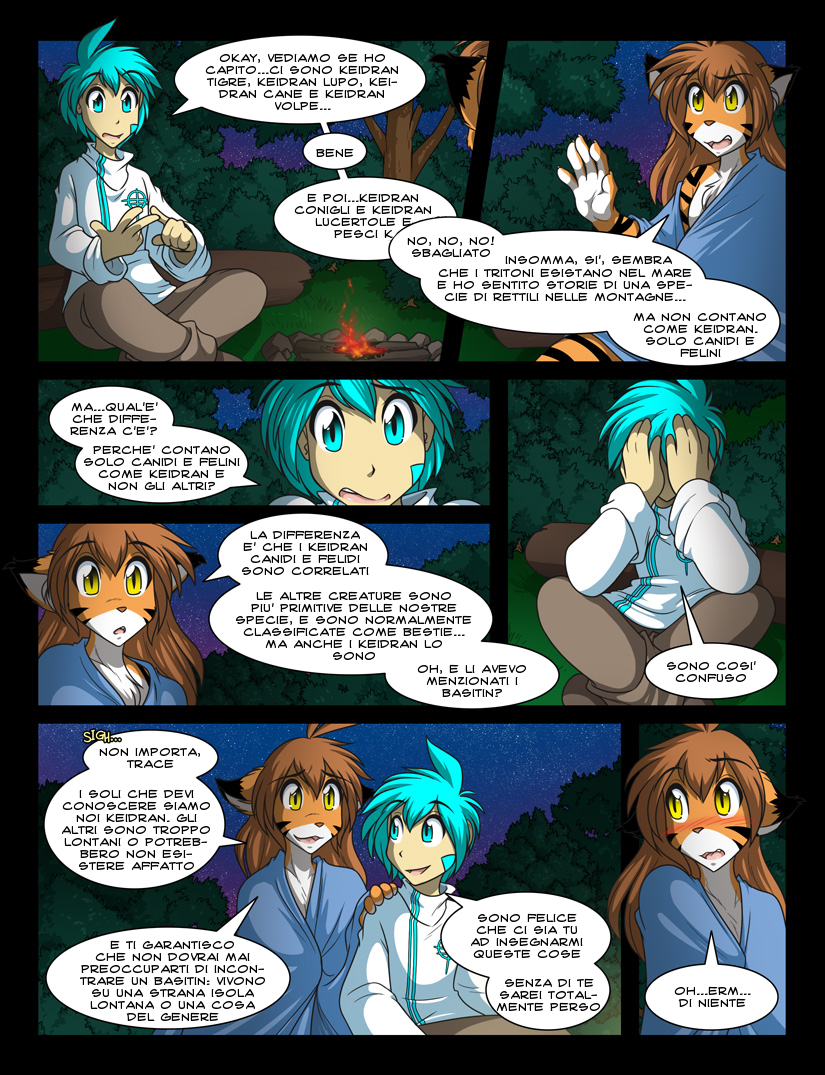 OKAY, VEDIAMO SE HO
CAPITO...CI SONO KEIDRAN
TIGRE, KEIDRAN LUPO, KEI-
DRAN CANE E KEIDRAN
VOLPE...
BENE
E POI...KEIDRAN
CONIGLI E KEIDRAN
LUCERTOLE E
PESCI K
NO, NO, NO!
SBAGLIATO
INSOMMA, SI', SEMBRA
CHE I TRITONI ESISTANO NEL MARE
E HO SENTITO STORIE DI UNA SPE-
CIE DI RETTILI NELLE MONTAGNE...
MA NON CONTANO
COME KEIDRAN.
SOLO CANIDI E
FELINI
MA...QUAL'E'
CHE DIFFE-
RENZA C'E'?
PERCHE' CONTANO
SOLO CANIDI E FELINI
COME KEIDRAN E
NON GLI ALTRI?
SONO COSI'
CONFUSO
LA DIFFERENZA
E' CHE I KEIDRAN
CANIDI E FELIDI
SONO CORRELATI
LE ALTRE CREATURE SONO
PIU' PRIMITIVE DELLE NOSTRE
SPECIE, E SONO NORMALMENTE
CLASSIFICATE COME BESTIE...
MA ANCHE I KEIDRAN LO
SONO
OH, E LI AVEVO
MENZIONATI I
BASITIN?
SIGH...
NON IMPORTA,
TRACE
I SOLI CHE DEVI
CONOSCERE SIAMO
NOI KEIDRAN. GLI
ALTRI SONO TROPPO
LONTANI O POTREB-
BERO NON ESI-
STERE AFFATTO
E TI GARANTISCO
CHE NON DOVRAI MAI
PREOCCUPARTI DI INCON-
TRARE UN BASITIN: VIVONO
SU UNA STRANA ISOLA
LONTANA O UNA COSA
DEL GENERE
SONO FELICE
CHE CI SIA TU
AD INSEGNARMI
QUESTE COSE
SENZA DI TE
SAREI TOTAL-
MENTE PERSO
OH...ERM...
DI NIENTE